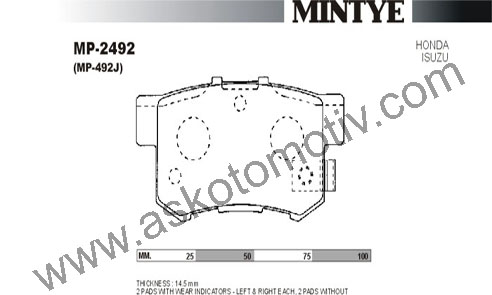 MINTYE
MP-2492
(MP-492J)
HONDA
ISUZU
www.askotomotiv.com
MM. 25 50 75 100
THICKNESS : 14.5 mm
2 PADS WITH WEAR INDICATORS - LEFT & RIGHT EACH, 2 PADS WITHOUT